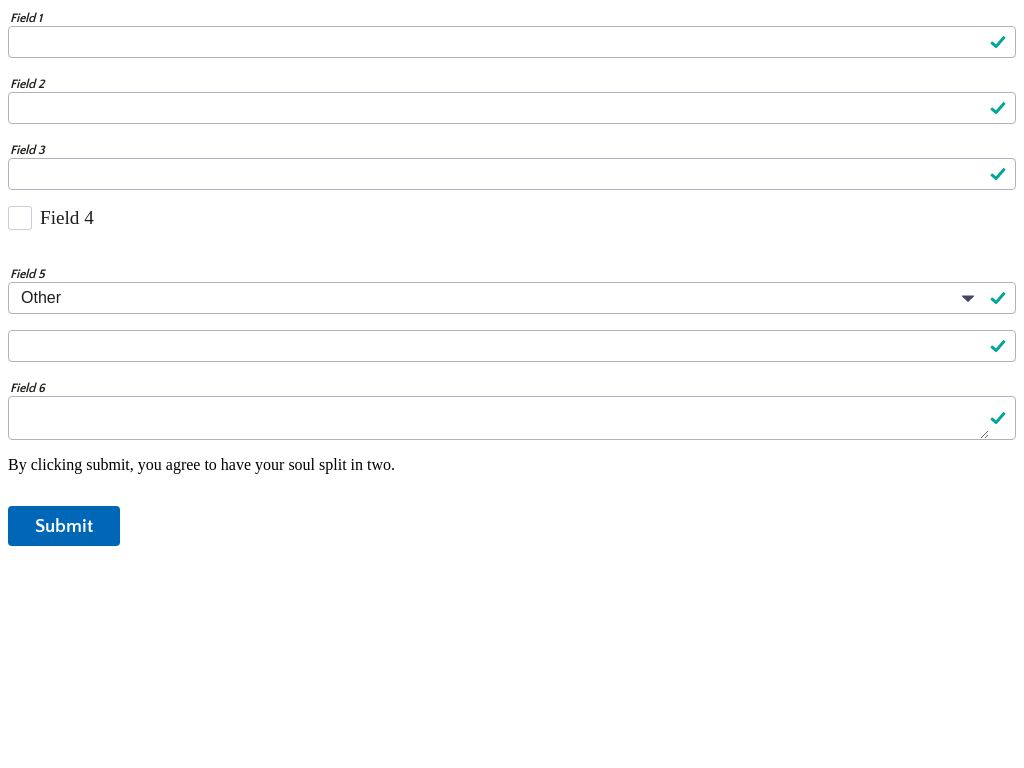 Field 1
Field 2
Field 3
Field 4
Field 5
Other
Field 6
By clicking submit, you agree to have your soul split in two.
Submit